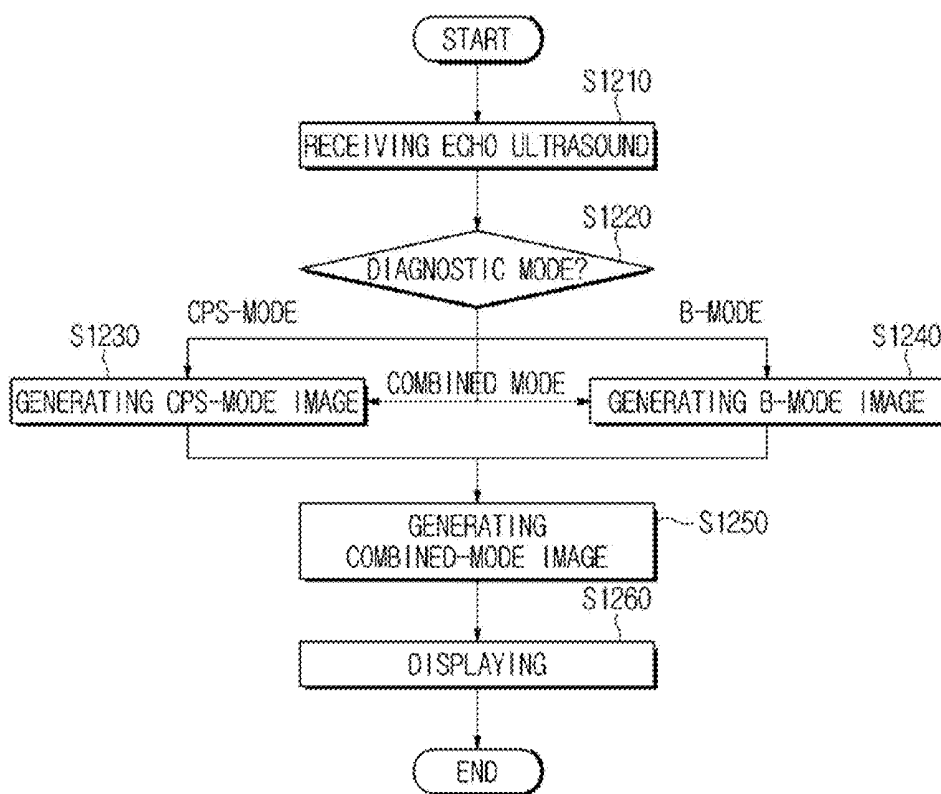 START
S1210
RECEIVING ECHO ULTRASOUND
S1220
DIAGNOSTIC MODE?
CPS-MODE
B-MODE
S1230
S1240
GENERATING CPS-MODE IMAGE
COMBINED MODE
GENERATING B-MODE IMAGE
GENERATING
COMBINED-MODE IMAGE
S1250
S1260
DISPLAYING
END